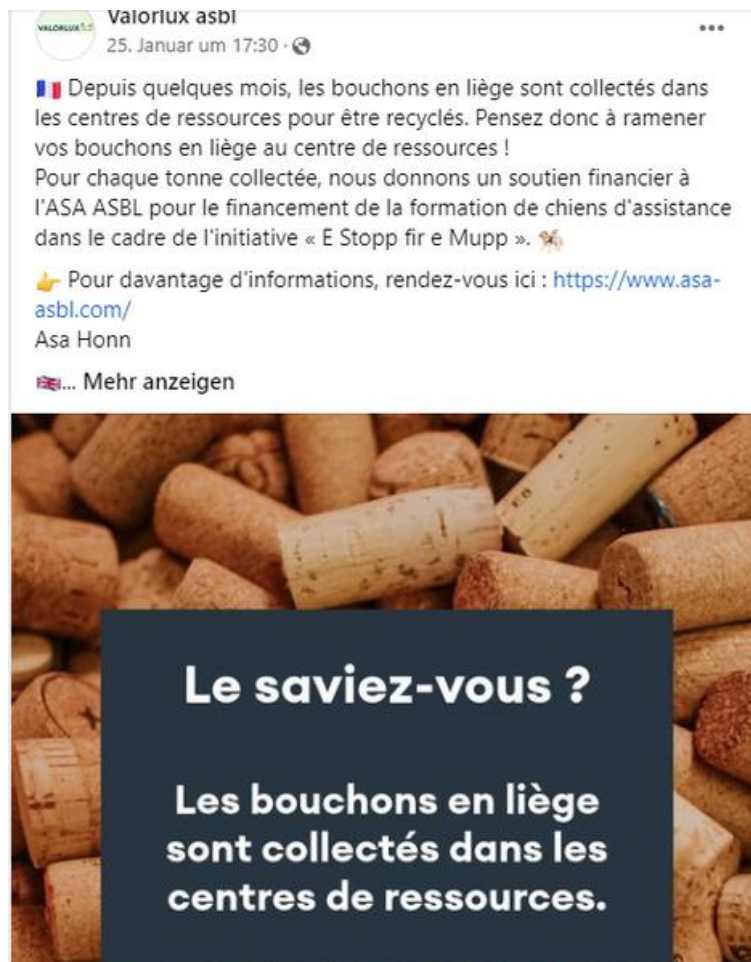 Valorlux asbl
VALORLUX
25. Januar um 17:30 ·
🇫🇷 Depuis quelques mois, les bouchons en liège sont collectés dans
les centres de ressources pour être recyclés. Pensez donc à ramener
vos bouchons en liège au centre de ressources !
Pour chaque tonne collectée, nous donnons un soutien financier à
l'ASA ASBL pour le financement de la formation de chiens d'assistance
dans le cadre de l'initiative « E Stopp fir e Mupp ». 🐕‍🦺
👉 Pour davantage d'informations, rendez-vous ici : https://www.asa-
asbl.com/
Asa Honn
🇬🇧... Mehr anzeigen
Le saviez-vous ?
Les bouchons en liège
sont collectés dans les
centres de ressources.